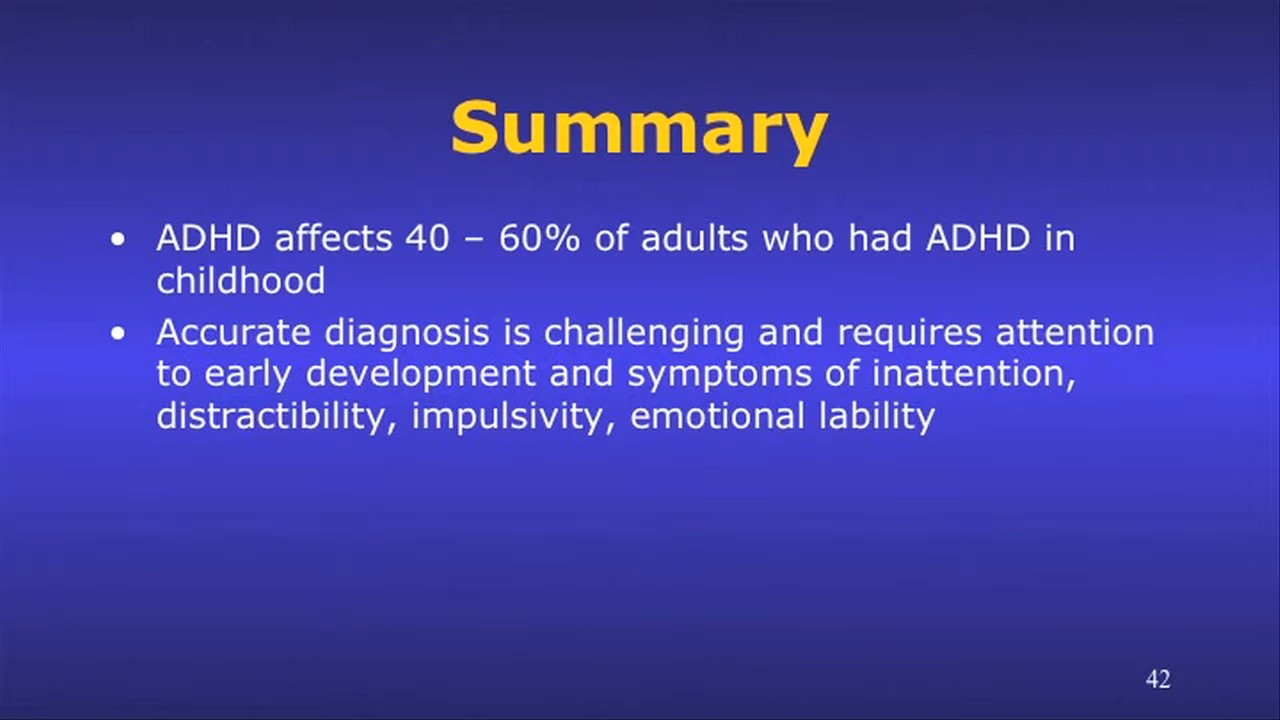 Summary
• ADHD affects 40 – 60% of adults who had ADHD in
childhood
• Accurate diagnosis is challenging and requires attention
to early development and symptoms of inattention,
distractibility, impulsivity, emotional lability
42